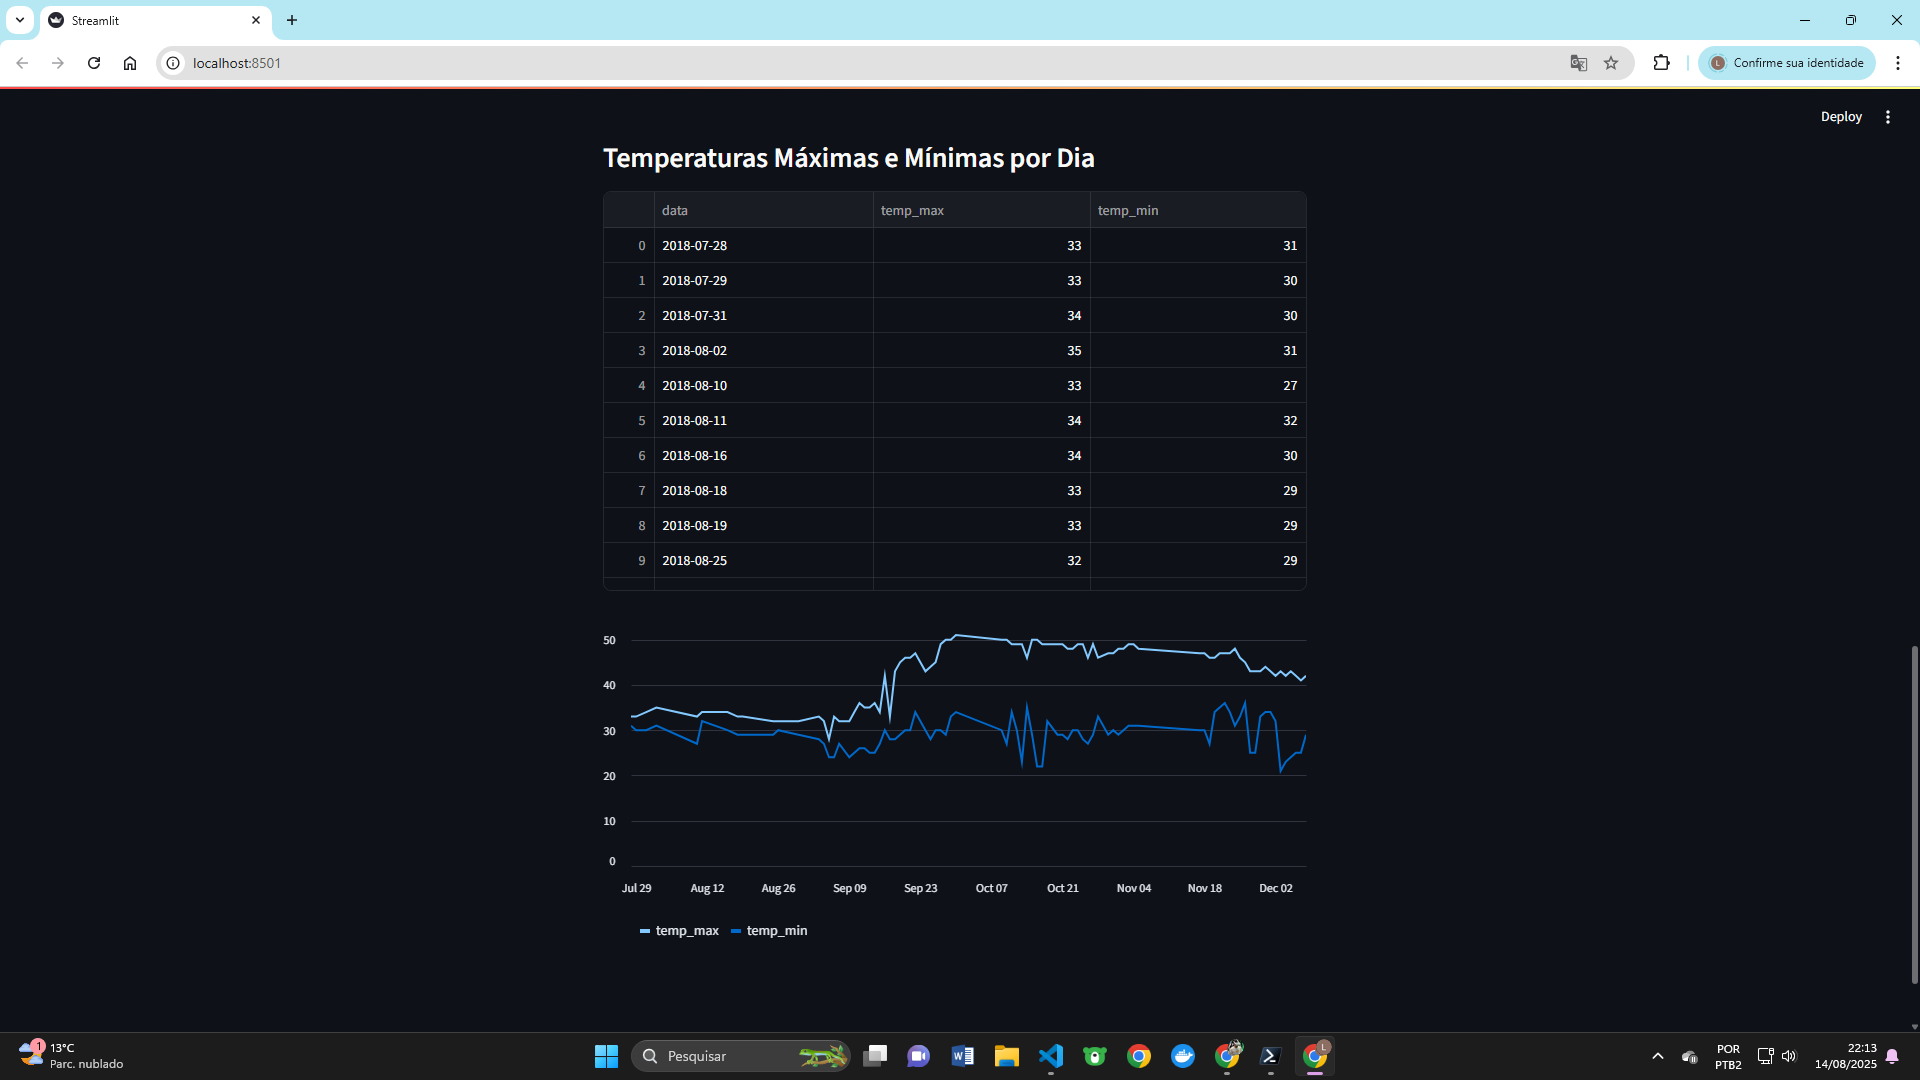 Streamlit
localhost:8501
Confirme sua identidade
L
Deploy
Temperaturas Máximas e Mínimas por Dia
data temp_max temp_min
0 2018-07-28 33 31
1 2018-07-29 33 30
2 2018-07-31 34 30
3 2018-08-02 35 31
4 2018-08-10 33 27
5 2018-08-11 34 32
6 2018-08-16 34 30
7 2018-08-18 33 29
8 2018-08-19 33 29
9 2018-08-25 32 29
50
40
30
20
10
0
Jul 29 Aug 12 Aug 26 Sep 09 Sep 23 Oct 07 Oct 21 Nov 04 Nov 18 Dec 02
temp_max temp_min
1
13°C
Parc. nublado
Pesquisar
L
POR
PTB2
22:13
14/08/2025